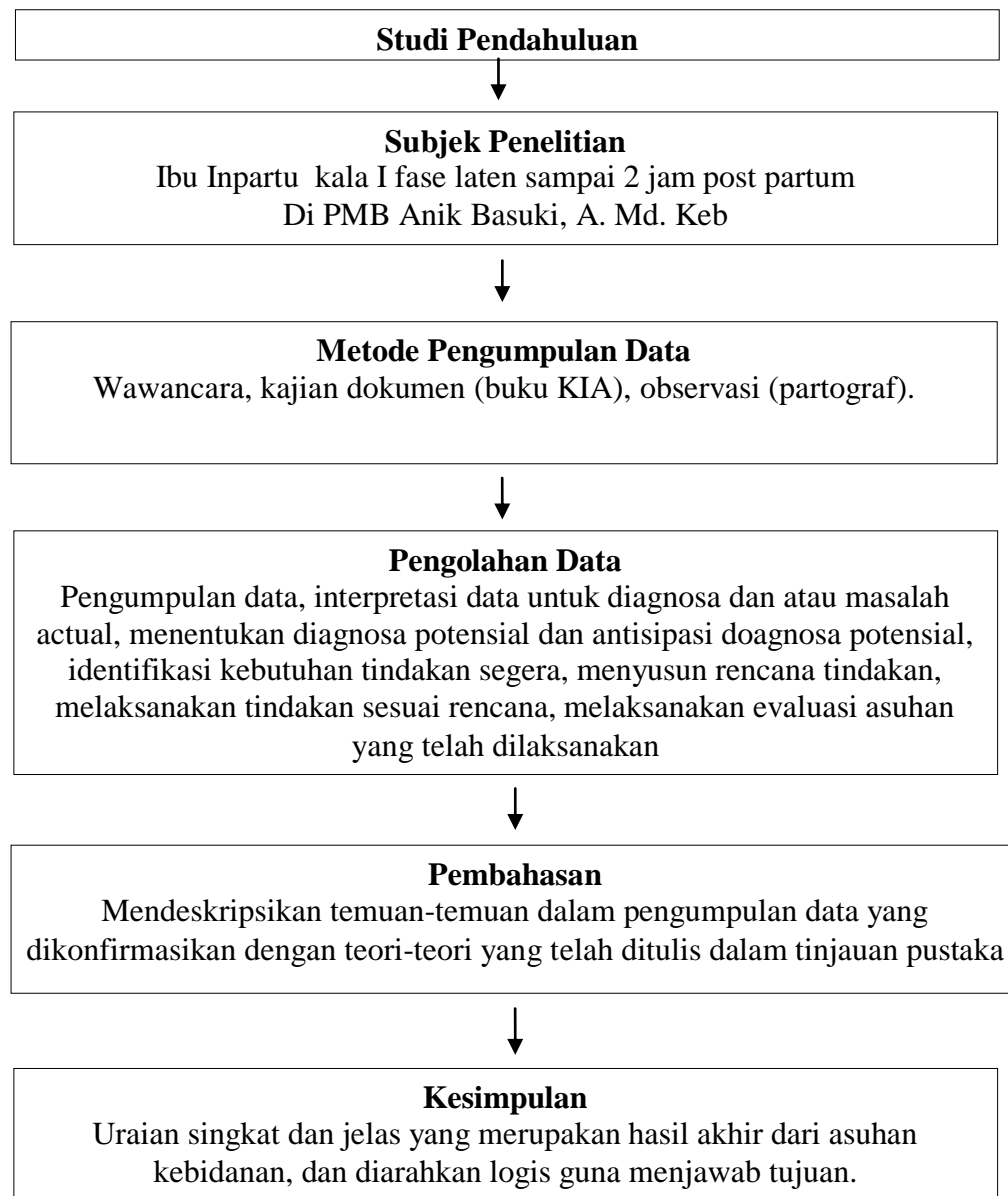 Studi Pendahuluan
Subjek Penelitian
Ibu Inpartu kala I fase laten sampai 2 jam post partum
Di PMB Anik Basuki, A. Md. Keb
Metode Pengumpulan Data
Wawancara, kajian dokumen (buku KIA), observasi (partograf).
Pengolahan Data
Pengumpulan data, interpretasi data untuk diagnosa dan atau masalah
actual, menentukan diagnosa potensial dan antisipasi doagnosa potensial,
identifikasi kebutuhan tindakan segera, menyusun rencana tindakan,
melaksanakan tindakan sesuai rencana, melaksanakan evaluasi asuhan
yang telah dilaksanakan
Pembahasan
Mendeskripsikan temuan-temuan dalam pengumpulan data yang
dikonfirmasikan dengan teori-teori yang telah ditulis dalam tinjauan pustaka
Kesimpulan
Uraian singkat dan jelas yang merupakan hasil akhir dari asuhan
kebidanan, dan diarahkan logis guna menjawab tujuan.